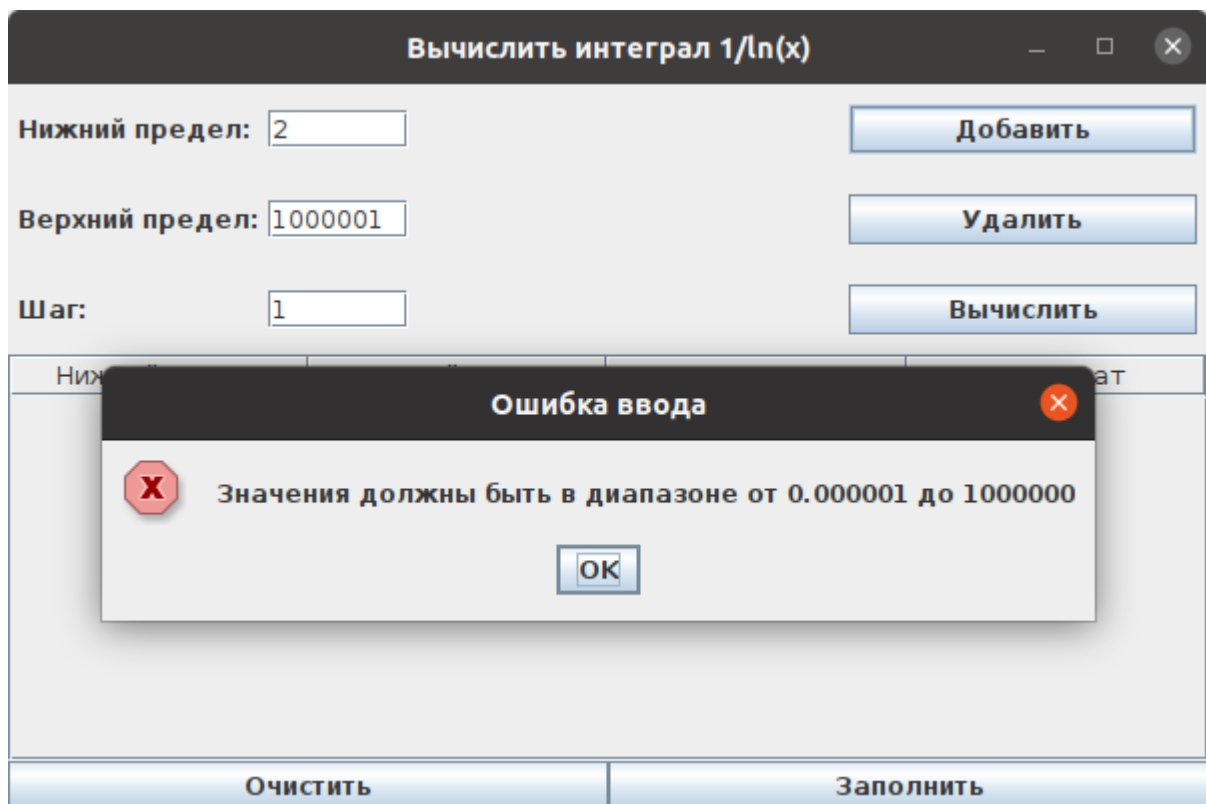 Вычислить интеграл 1/ln(x)
Нижний предел: 2
Добавить
Верхний предел: 1000001
Удалить
Шаг: 1
Вычислить
Ошибка ввода
Значения должны быть в диапазоне от 0.000001 до 1000000
OK
Очистить
Заполнить